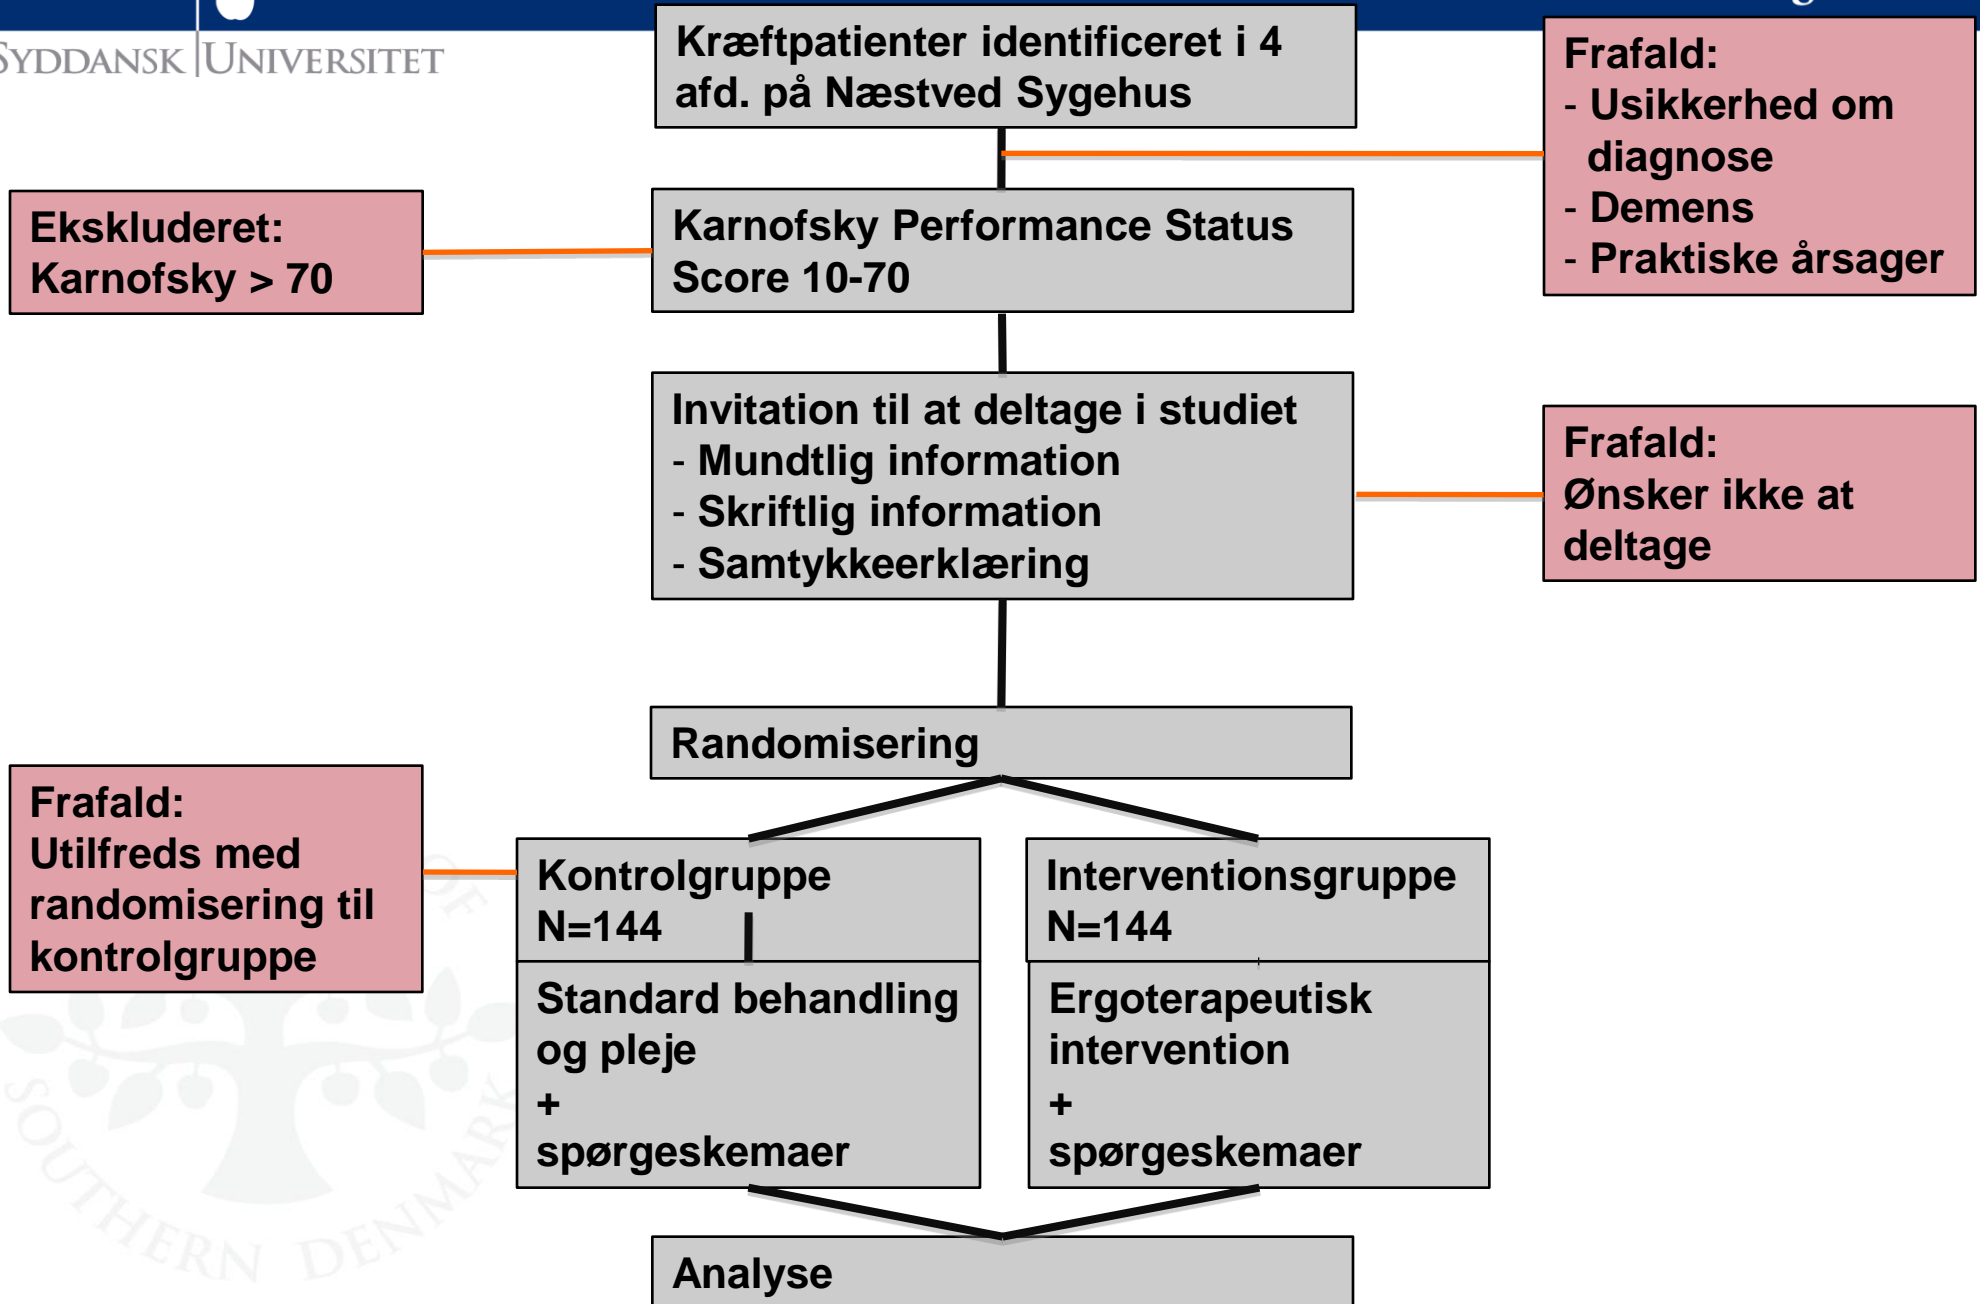 SYDDANSK UNIVERSITET
Kræftpatienter identificeret i 4
afd. på Næstved Sygehus
Frafald:
- Usikkerhed om
diagnose
- Demens
- Praktiske årsager
Ekskluderet:
Karnofsky > 70
Karnofsky Performance Status
Score 10-70
Invitation til at deltage i studiet
- Mundtlig information
- Skriftlig information
- Samtykkeerklæring
Frafald:
Ønsker ikke at
deltage
Randomisering
Frafald:
Utilfreds med
randomisering til
kontrolgruppe
Kontrolgruppe
N=144
Interventionsgruppe
N=144
Standard behandling
og pleje
+
spørgeskemaer
Ergoterapeutisk
intervention
+
spørgeskemaer
Analyse
OF
SOUTHERN DENMARK